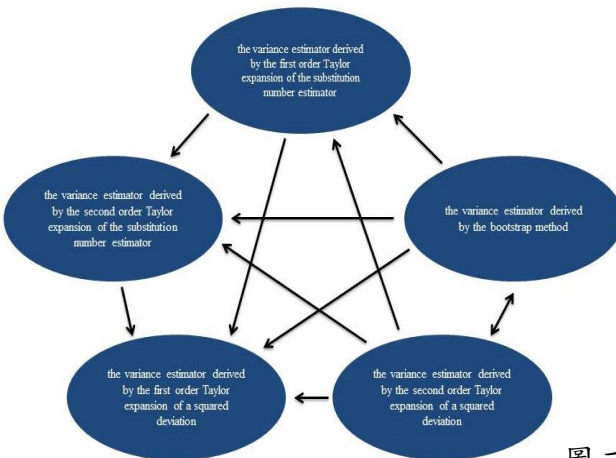 the variance estimator derived
by the first order Taylor
expansion of the substitution
number estimator
the variance estimator derived
by the second order Taylor
expansion of the substitution
number estimator
the variance estimator derived
by the bootstrap method
the variance estimator derived
by the first order Taylor
expansion of a squared
deviation
the variance estimator derived
by the second order Taylor
expansion of a squared
deviation
圖